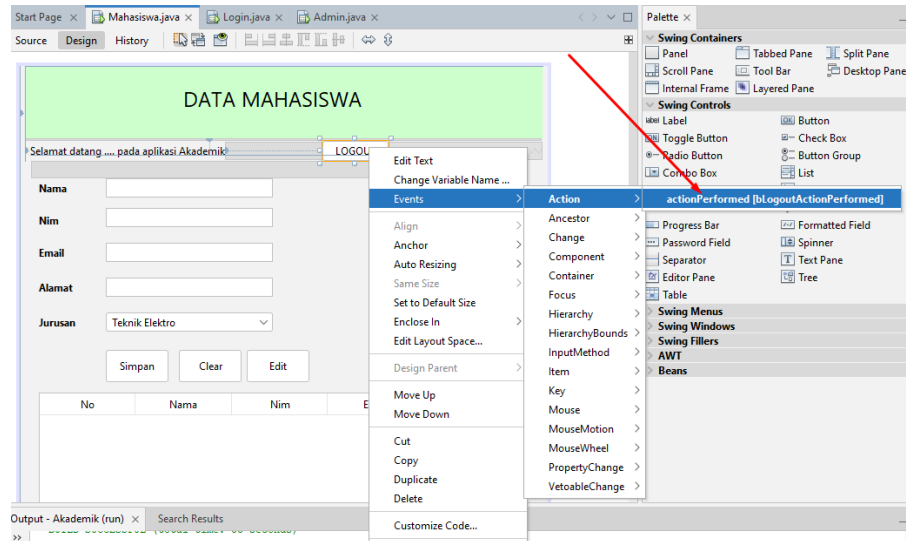 Start Page × Mahasiswa.java × Login.java × Admin.java ×
Source Design History
DATA MAHASISWA
Selamat datang .... pada aplikasi Akademik
Nama
Nim
Email
Alamat
Jurusan Teknik Elektro
Simpan Clear Edit
No Nama Nim E
Edit Text
Change Variable Name ...
Events
Align
Anchor
Auto Resizing
Same Size
Set to Default Size
Enclose In
Edit Layout Space...
Design Parent
Move Up
Move Down
Cut
Copy
Duplicate
Delete
Customize Code...
Action
Ancestor
Change
Component
Container
Focus
Hierarchy
HierarchyBounds
InputMethod
Item
Key
Mouse
MouseMotion
MouseWheel
PropertyChange
VetoableChange
actionPerformed [bLogoutActionPerformed]
Palette ×
Swing Containers
Panel Tabbed Pane Split Pane
Scroll Pane Tool Bar Desktop Pane
Internal Frame Layered Pane
Swing Controls
label Label OK Button
ON Toggle Button Check Box
Radio Button Button Group
Combo Box List
Progress Bar Formatted Field
Password Field Spinner
Separator T Text Pane
Editor Pane Tree
Table
Swing Menus
Swing Windows
Swing Fillers
AWT
Beans
Output - Akademik (run) × Search Results